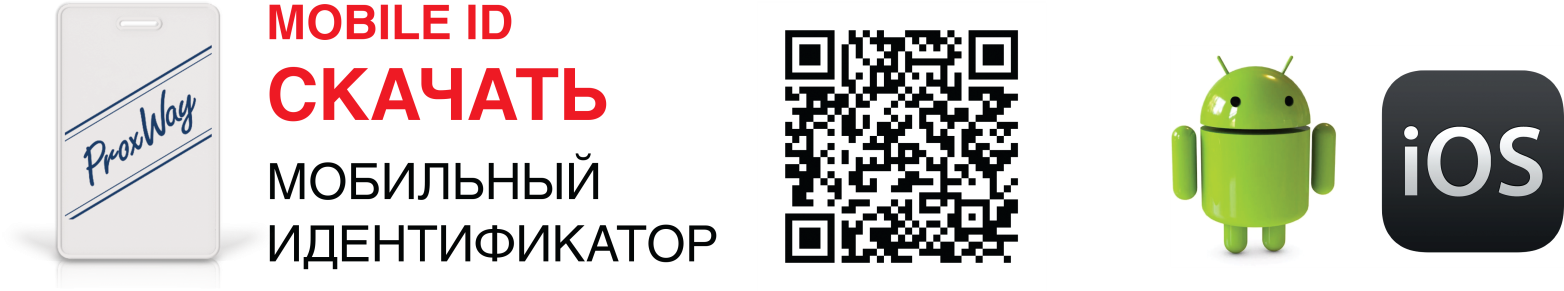 ProxWay
MOBILE ID
СКАЧАТЬ
МОБИЛЬНЫЙ
ИДЕНТИФИКАТОР
iOS